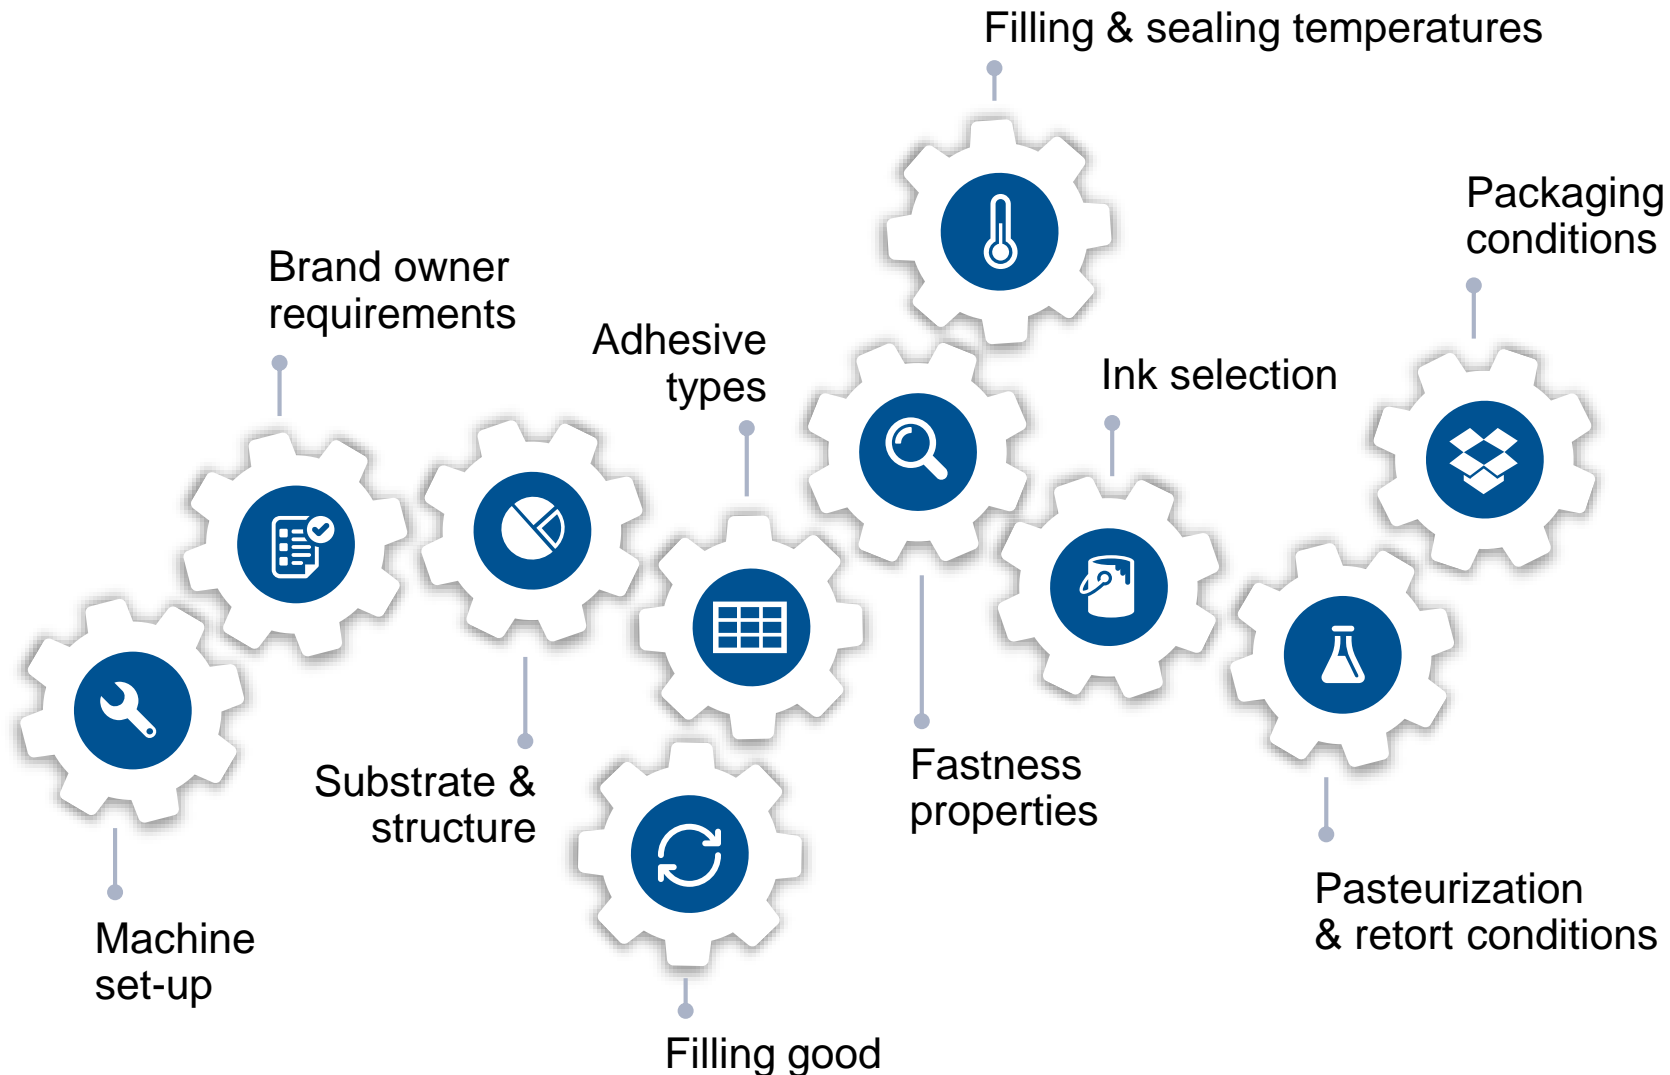 Filling & sealing temperatures
Packaging
conditions
Brand owner
requirements
Adhesive
types
Ink selection
Substrate &
structure
Fastness
properties
Machine
set-up
Pasteurization
& retort conditions
Filling good